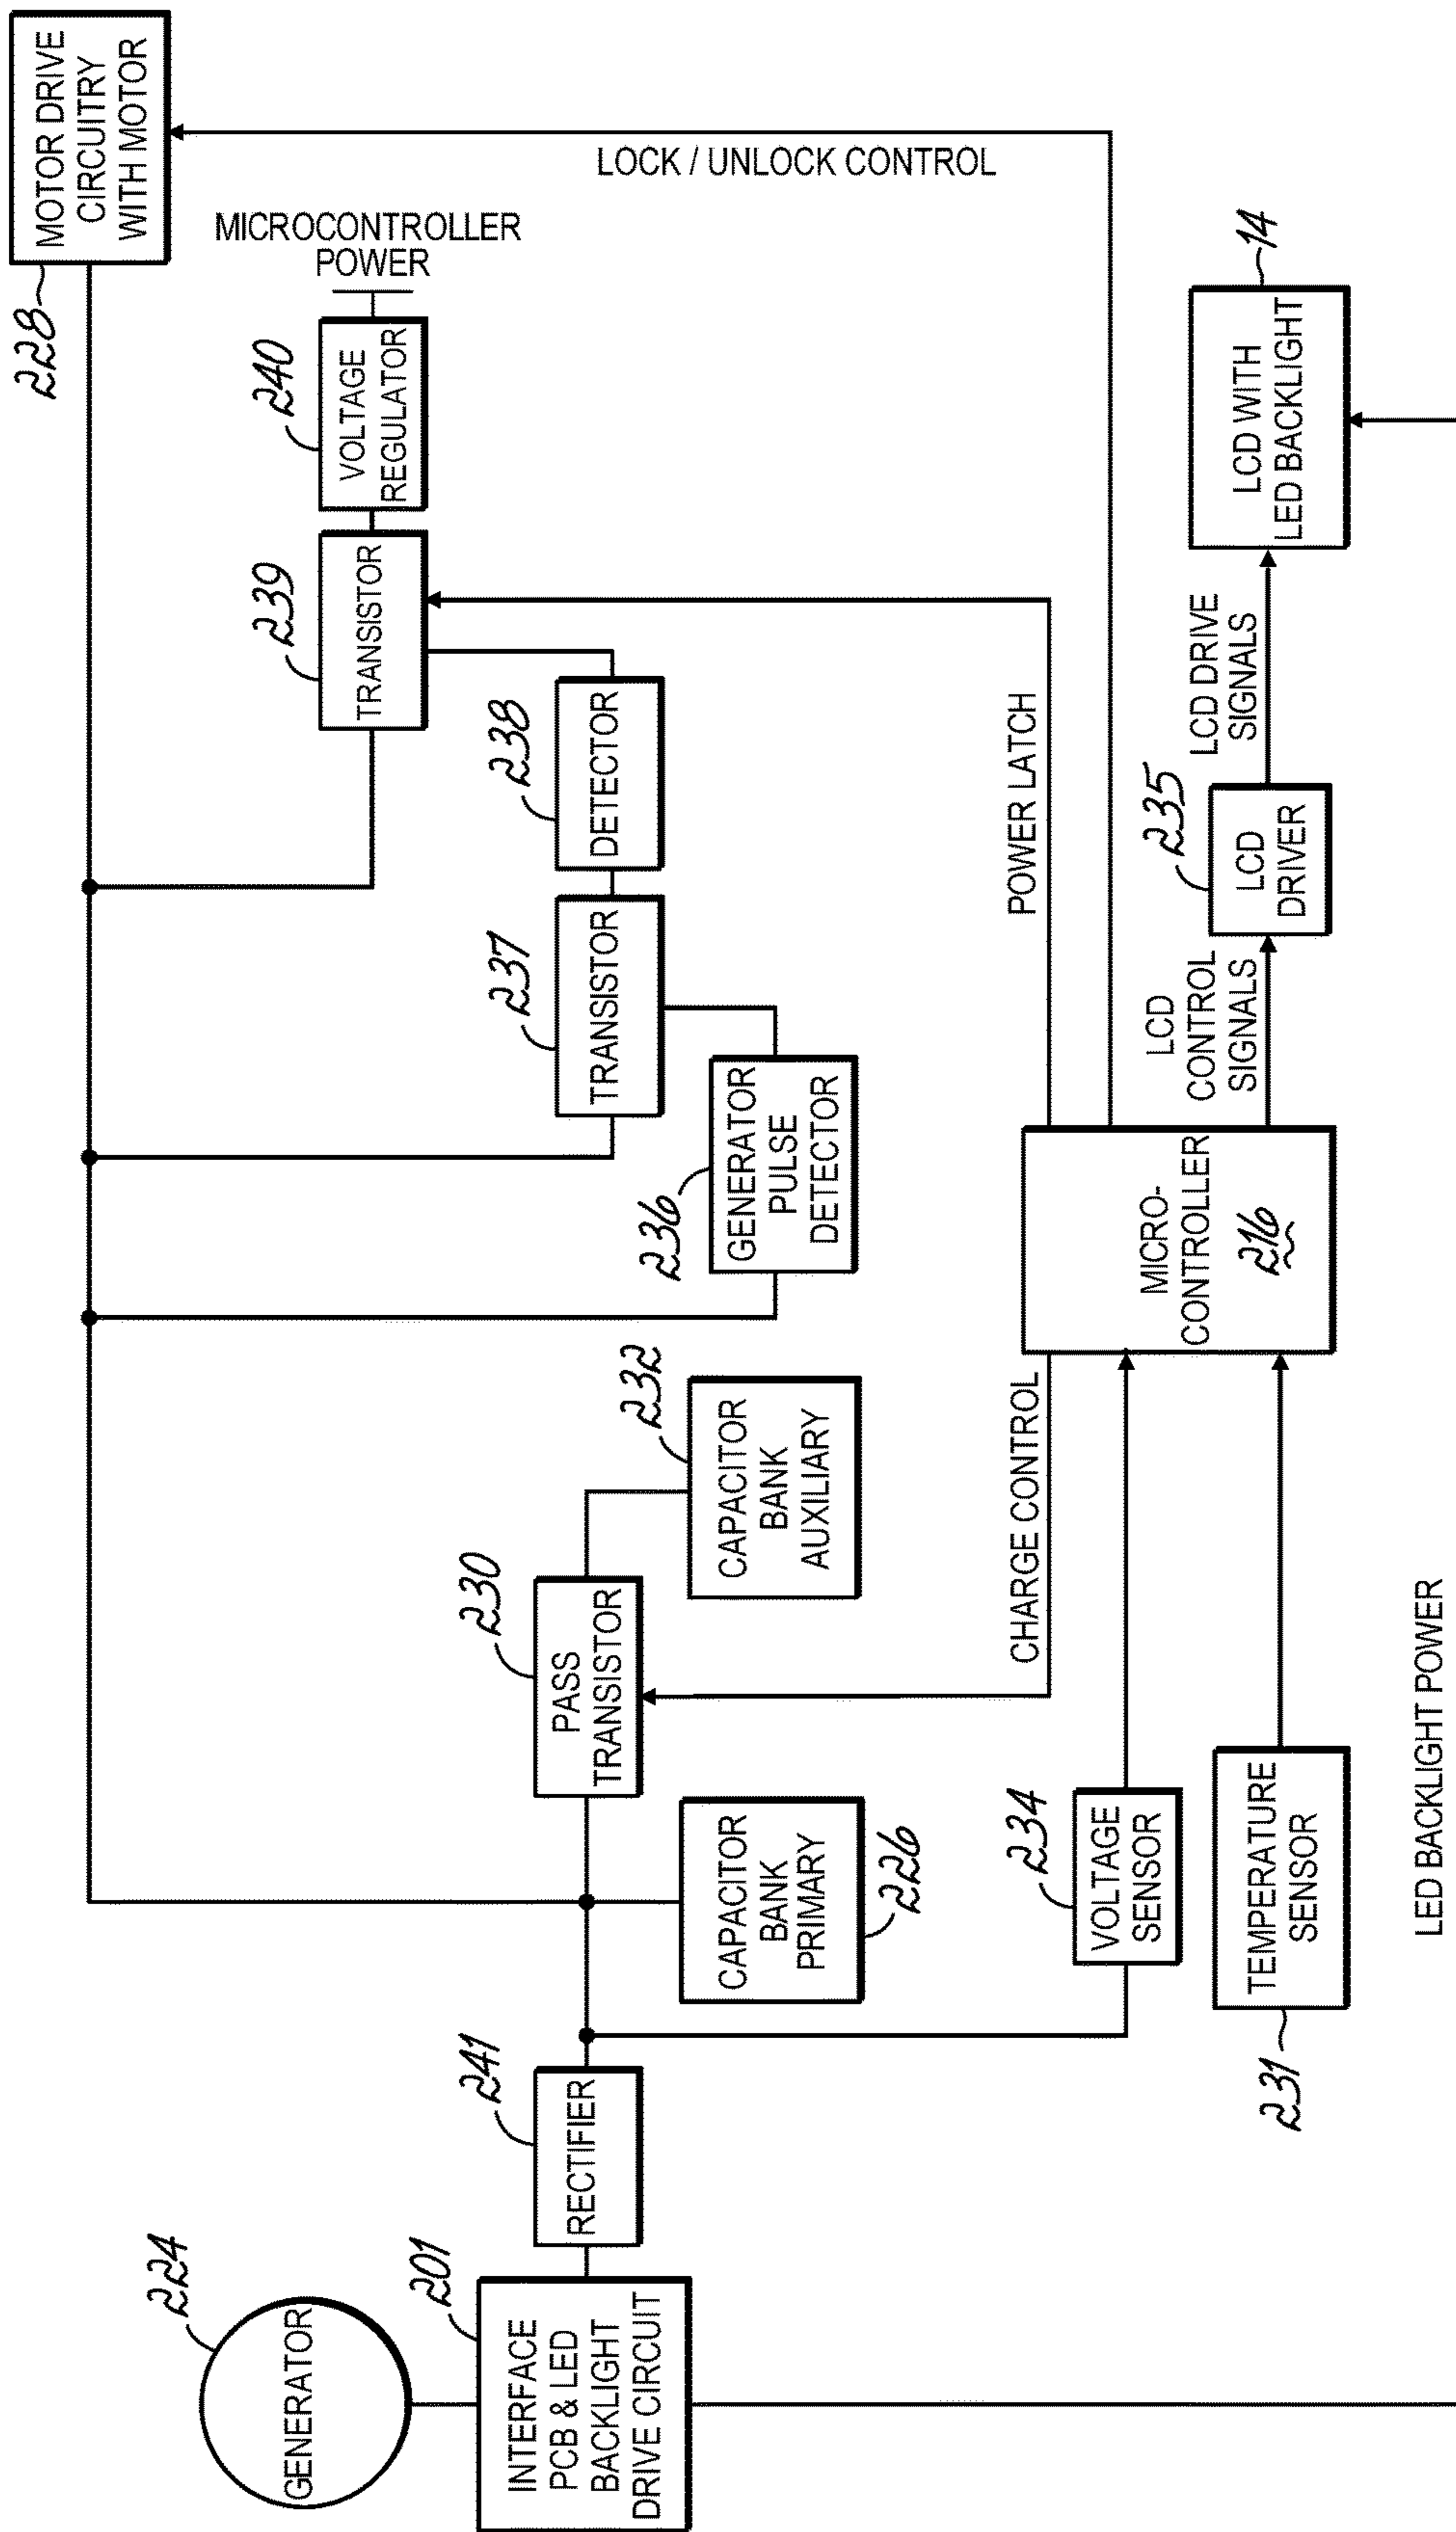 224
GENERATOR
201
INTERFACE
PCB & LED
BACKLIGHT
DRIVE CIRCUIT
241
RECTIFIER
CAPACITOR
BANK
PRIMARY
226
230
PASS
TRANSISTOR
232
CAPACITOR
BANK
AUXILIARY
236
GENERATOR
PULSE
DETECTOR
237
TRANSISTOR
238
DETECTOR
239
TRANSISTOR
240
VOLTAGE
REGULATOR
MICROCONTROLLER
POWER
228
MOTOR DRIVE
CIRCUITRY
WITH MOTOR
LOCK / UNLOCK CONTROL
POWER LATCH
CHARGE CONTROL
234
VOLTAGE
SENSOR
231
TEMPERATURE
SENSOR
MICRO-
CONTROLLER
216
LCD
CONTROL
SIGNALS
235
LCD
DRIVER
LCD DRIVE
SIGNALS
14
LCD WITH
LED BACKLIGHT
LED BACKLIGHT POWER